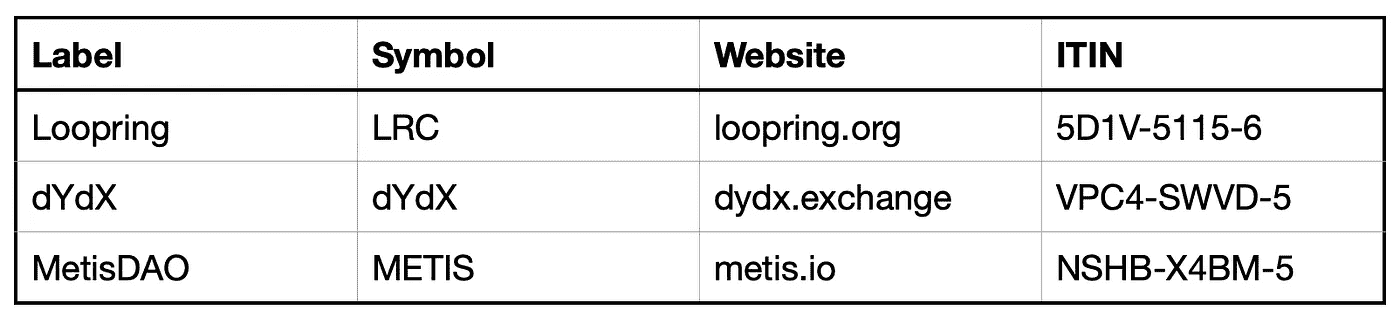 Label Symbol Website ITIN
Loopring LRC loopring.org 5D1V-5115-6
dYdX dYdX dydx.exchange VPC4-SWVD-5
MetisDAO METIS metis.io NSHB-X4BM-5